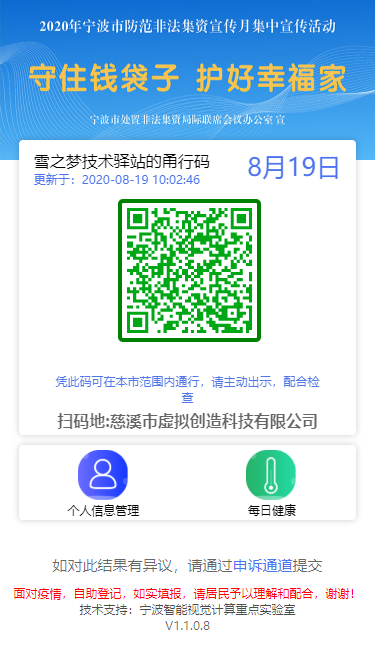 2020年宁波市防范非法集资宣传月集中宣传活动
守住钱袋子 护好幸福家
宁波市处置非法集资局际联席会议办公室 宣
雪之梦技术驿站的甬行码
更新于：2020-08-19 10:02:46
8月19日
凭此码可在本市范围内通行，请主动出示，配合检
查
扫码地:慈溪市虚拟创造科技有限公司
个人信息管理
每日健康
如对此结果有异议，请通过申诉通道提交
面对疫情，自助登记，如实填报，请居民予以理解和配合，谢谢！
技术支持：宁波智能视觉计算重点实验室
V1.1.0.8